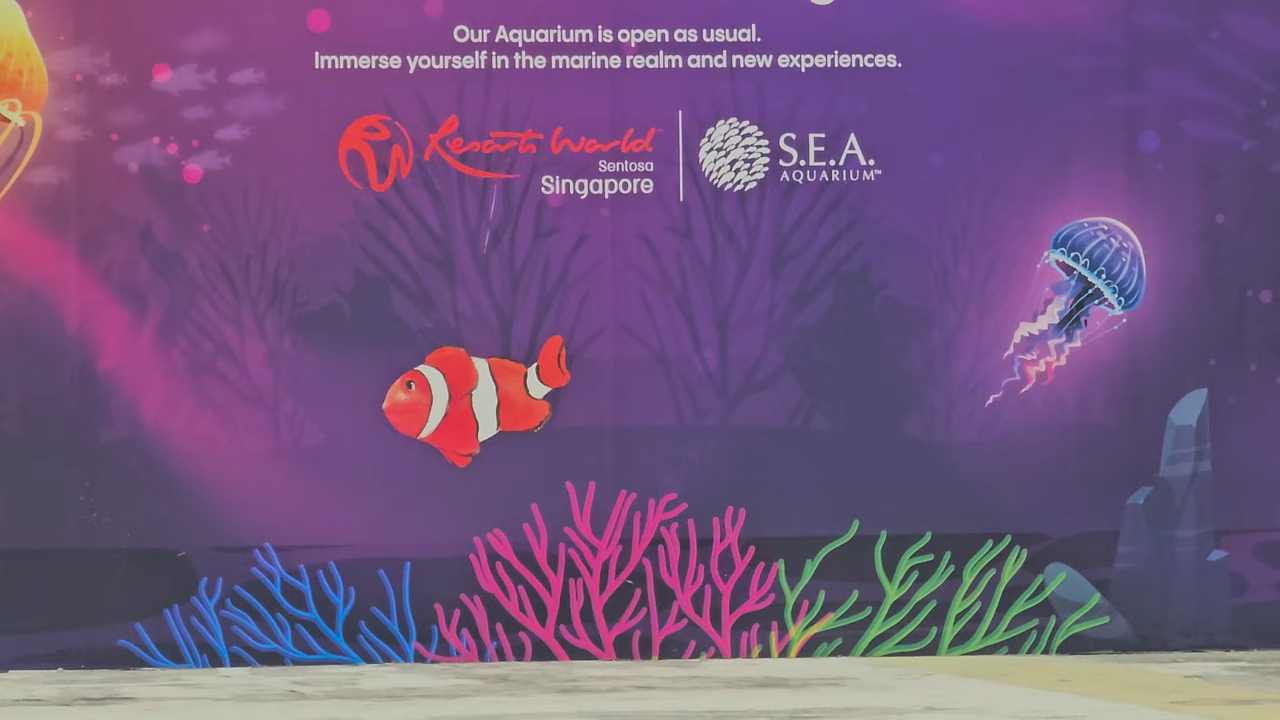 Our Aquarium is open as usual.
Immerse yourself in the marine realm and new experiences.
Resorts World
Sentosa
Singapore
S.E.A.
AQUARIUM™